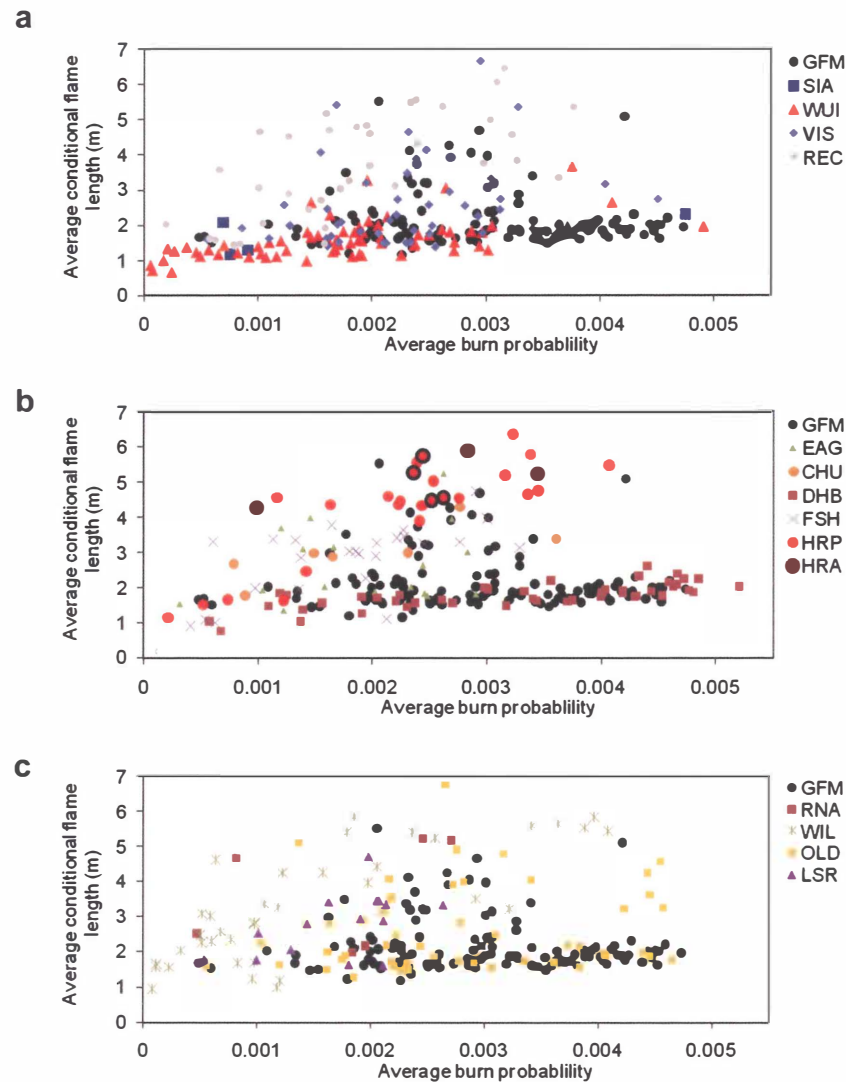 a
Average conditional flame
length (m)
7
6
5
4
3
2
1
0
0 0.001 0.002 0.003 0.004 0.005
Average burn probablility
GFM
SIA
WUI
VIS
REC
b
Average conditional flame
length (m)
7
6
5
4
3
2
1
0
0 0.001 0.002 0.003 0.004 0.005
Average burn probablility
GFM
EAG
CHU
DHB
FSH
HRP
HRA
c
Average conditional flame
length (m)
7
6
5
4
3
2
1
0
0 0.001 0.002 0.003 0.004 0.005
Average burn probablility
GFM
RNA
WIL
OLD
LSR